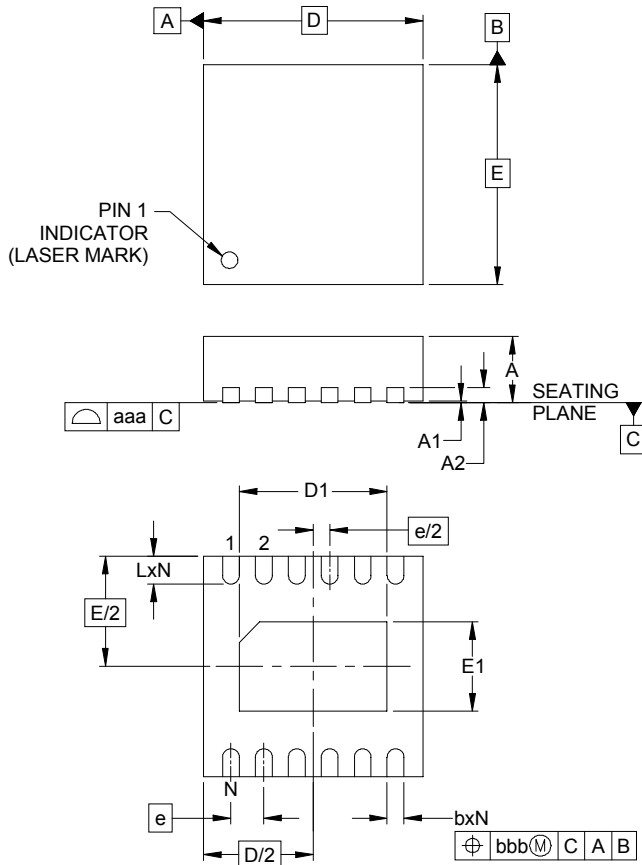 A
D
B
E
PIN 1
INDICATOR
(LASER MARK)
A
SEATING
PLANE
aaa C
A1
A2
C
D1
e/2
1 2
LxN
E/2
E1
N
e
bxN
D/2
⌖ bbb Ⓜ C A B